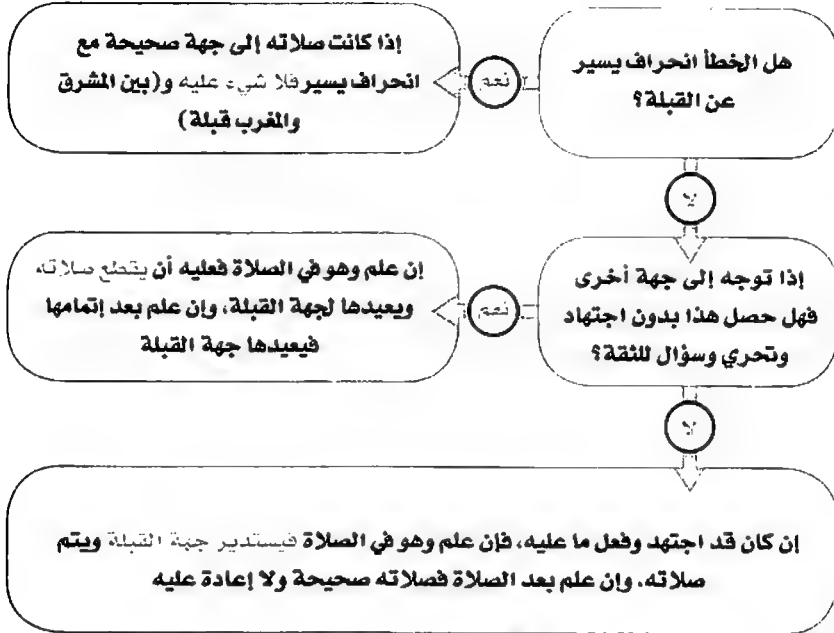 هل الخطأ انحراف يسير
عن القبلة؟
نعم
إذا كانت صلاته إلى جهة صحيحة مع
انحراف يسير فلا شيء عليه و(بين المشرق
والمغرب قبلة)
لا
إذا توجه إلى جهة أخرى
فهل حصل هذا بدون اجتهاد
وتحري وسؤال للثقة؟
نعم
إن علم وهو في الصلاة فعليه أن يقطع صلاته
ويعيدها لجهة القبلة، وإن علم بعد إتمامها
فيعيدها جهة القبلة
لا
إن كان قد اجتهد وفعل ما عليه، فإن علم وهو في الصلاة فيستدير جهة القبلة ويتم
صلاته. وإن علم بعد الصلاة فصلاته صحيحة ولا إعادة عليه